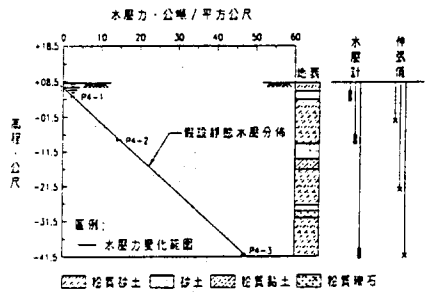 水壓力・公噸/平方公尺
0 10 20 30 40 50 60
+18.5
+08.5
-01.5
-11.5
-21.5
-31.5
-41.5
高程・公尺
地表
水壓計
伸張儀
P4-1
P4-2
假設靜態水壓分佈
圖例:
水壓力變化範圍
P4-3
粉質砂土
砂土
粉質黏土
粉質礫石